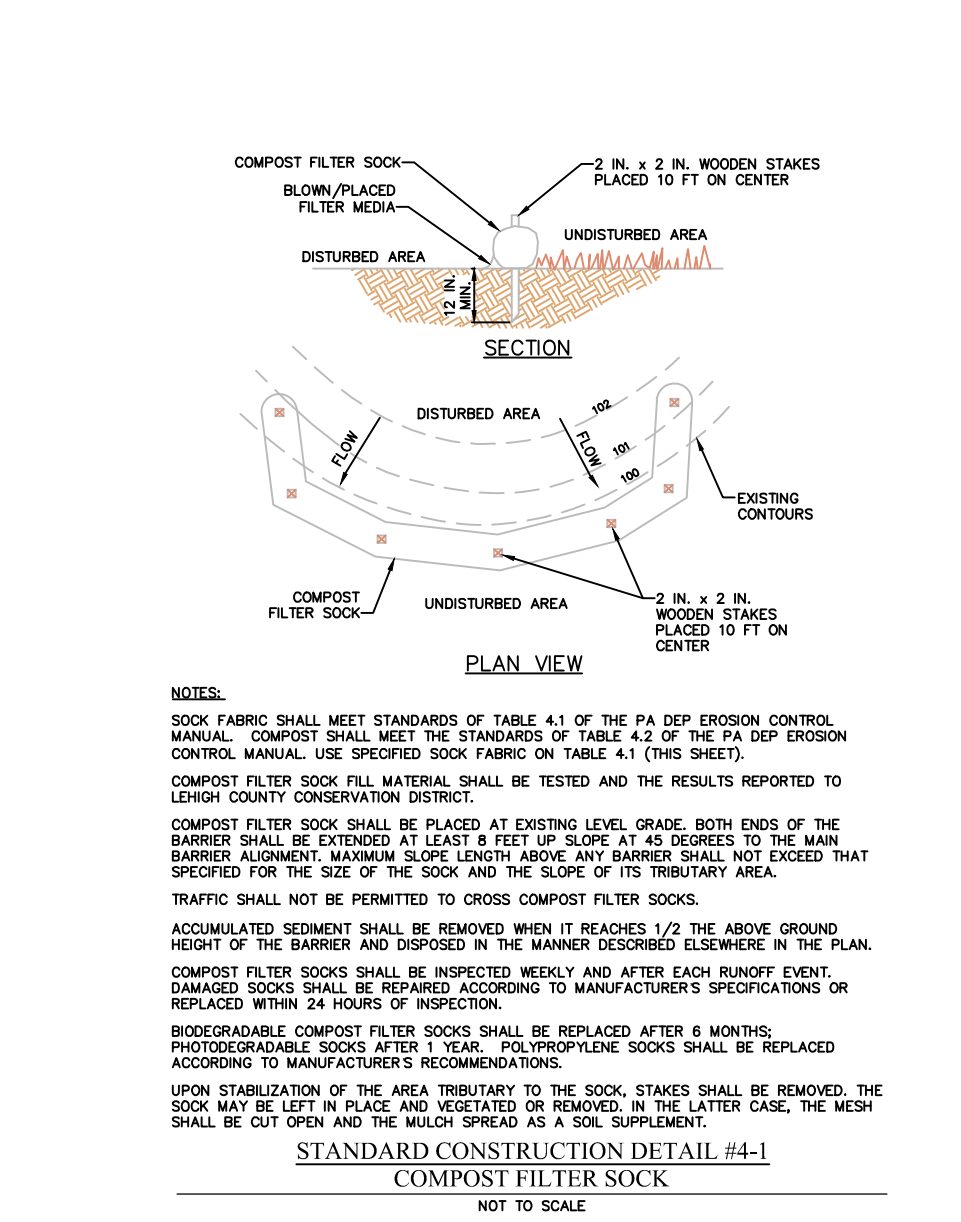 COMPOST FILTER SOCK
2 IN. x 2 IN. WOODEN STAKES
PLACED 10 FT ON CENTER
BLOWN/PLACED
FILTER MEDIA
UNDISTURBED AREA
DISTURBED AREA
12 IN.
MIN.
SECTION
DISTURBED AREA
102
FLOW
FLOW
101
100
EXISTING
CONTOURS
COMPOST
FILTER SOCK
UNDISTURBED AREA
2 IN. x 2 IN.
WOODEN STAKES
PLACED 10 FT ON
CENTER
PLAN VIEW
NOTES:
SOCK FABRIC SHALL MEET STANDARDS OF TABLE 4.1 OF THE PA DEP EROSION CONTROL
MANUAL. COMPOST SHALL MEET THE STANDARDS OF TABLE 4.2 OF THE PA DEP EROSION
CONTROL MANUAL. USE SPECIFIED SOCK FABRIC ON TABLE 4.1 (THIS SHEET).
COMPOST FILTER SOCK FILL MATERIAL SHALL BE TESTED AND THE RESULTS REPORTED TO
LEHIGH COUNTY CONSERVATION DISTRICT.
COMPOST FILTER SOCK SHALL BE PLACED AT EXISTING LEVEL GRADE. BOTH ENDS OF THE
BARRIER SHALL BE EXTENDED AT LEAST 8 FEET UP SLOPE AT 45 DEGREES TO THE MAIN
BARRIER ALIGNMENT. MAXIMUM SLOPE LENGTH ABOVE ANY BARRIER SHALL NOT EXCEED THAT
SPECIFIED FOR THE SIZE OF THE SOCK AND THE SLOPE OF ITS TRIBUTARY AREA.
TRAFFIC SHALL NOT BE PERMITTED TO CROSS COMPOST FILTER SOCKS.
ACCUMULATED SEDIMENT SHALL BE REMOVED WHEN IT REACHES 1/2 THE ABOVE GROUND
HEIGHT OF THE BARRIER AND DISPOSED IN THE MANNER DESCRIBED ELSEWHERE IN THE PLAN.
COMPOST FILTER SOCKS SHALL BE INSPECTED WEEKLY AND AFTER EACH RUNOFF EVENT.
DAMAGED SOCKS SHALL BE REPAIRED ACCORDING TO MANUFACTURER'S SPECIFICATIONS OR
REPLACED WITHIN 24 HOURS OF INSPECTION.
BIODEGRADABLE COMPOST FILTER SOCKS SHALL BE REPLACED AFTER 6 MONTHS;
PHOTODEGRADABLE SOCKS AFTER 1 YEAR. POLYPROPYLENE SOCKS SHALL BE REPLACED
ACCORDING TO MANUFACTURER'S RECOMMENDATIONS.
UPON STABILIZATION OF THE AREA TRIBUTARY TO THE SOCK, STAKES SHALL BE REMOVED. THE
SOCK MAY BE LEFT IN PLACE AND VEGETATED OR REMOVED. IN THE LATTER CASE, THE MESH
SHALL BE CUT OPEN AND THE MULCH SPREAD AS A SOIL SUPPLEMENT.
STANDARD CONSTRUCTION DETAIL #4-1
COMPOST FILTER SOCK
NOT TO SCALE